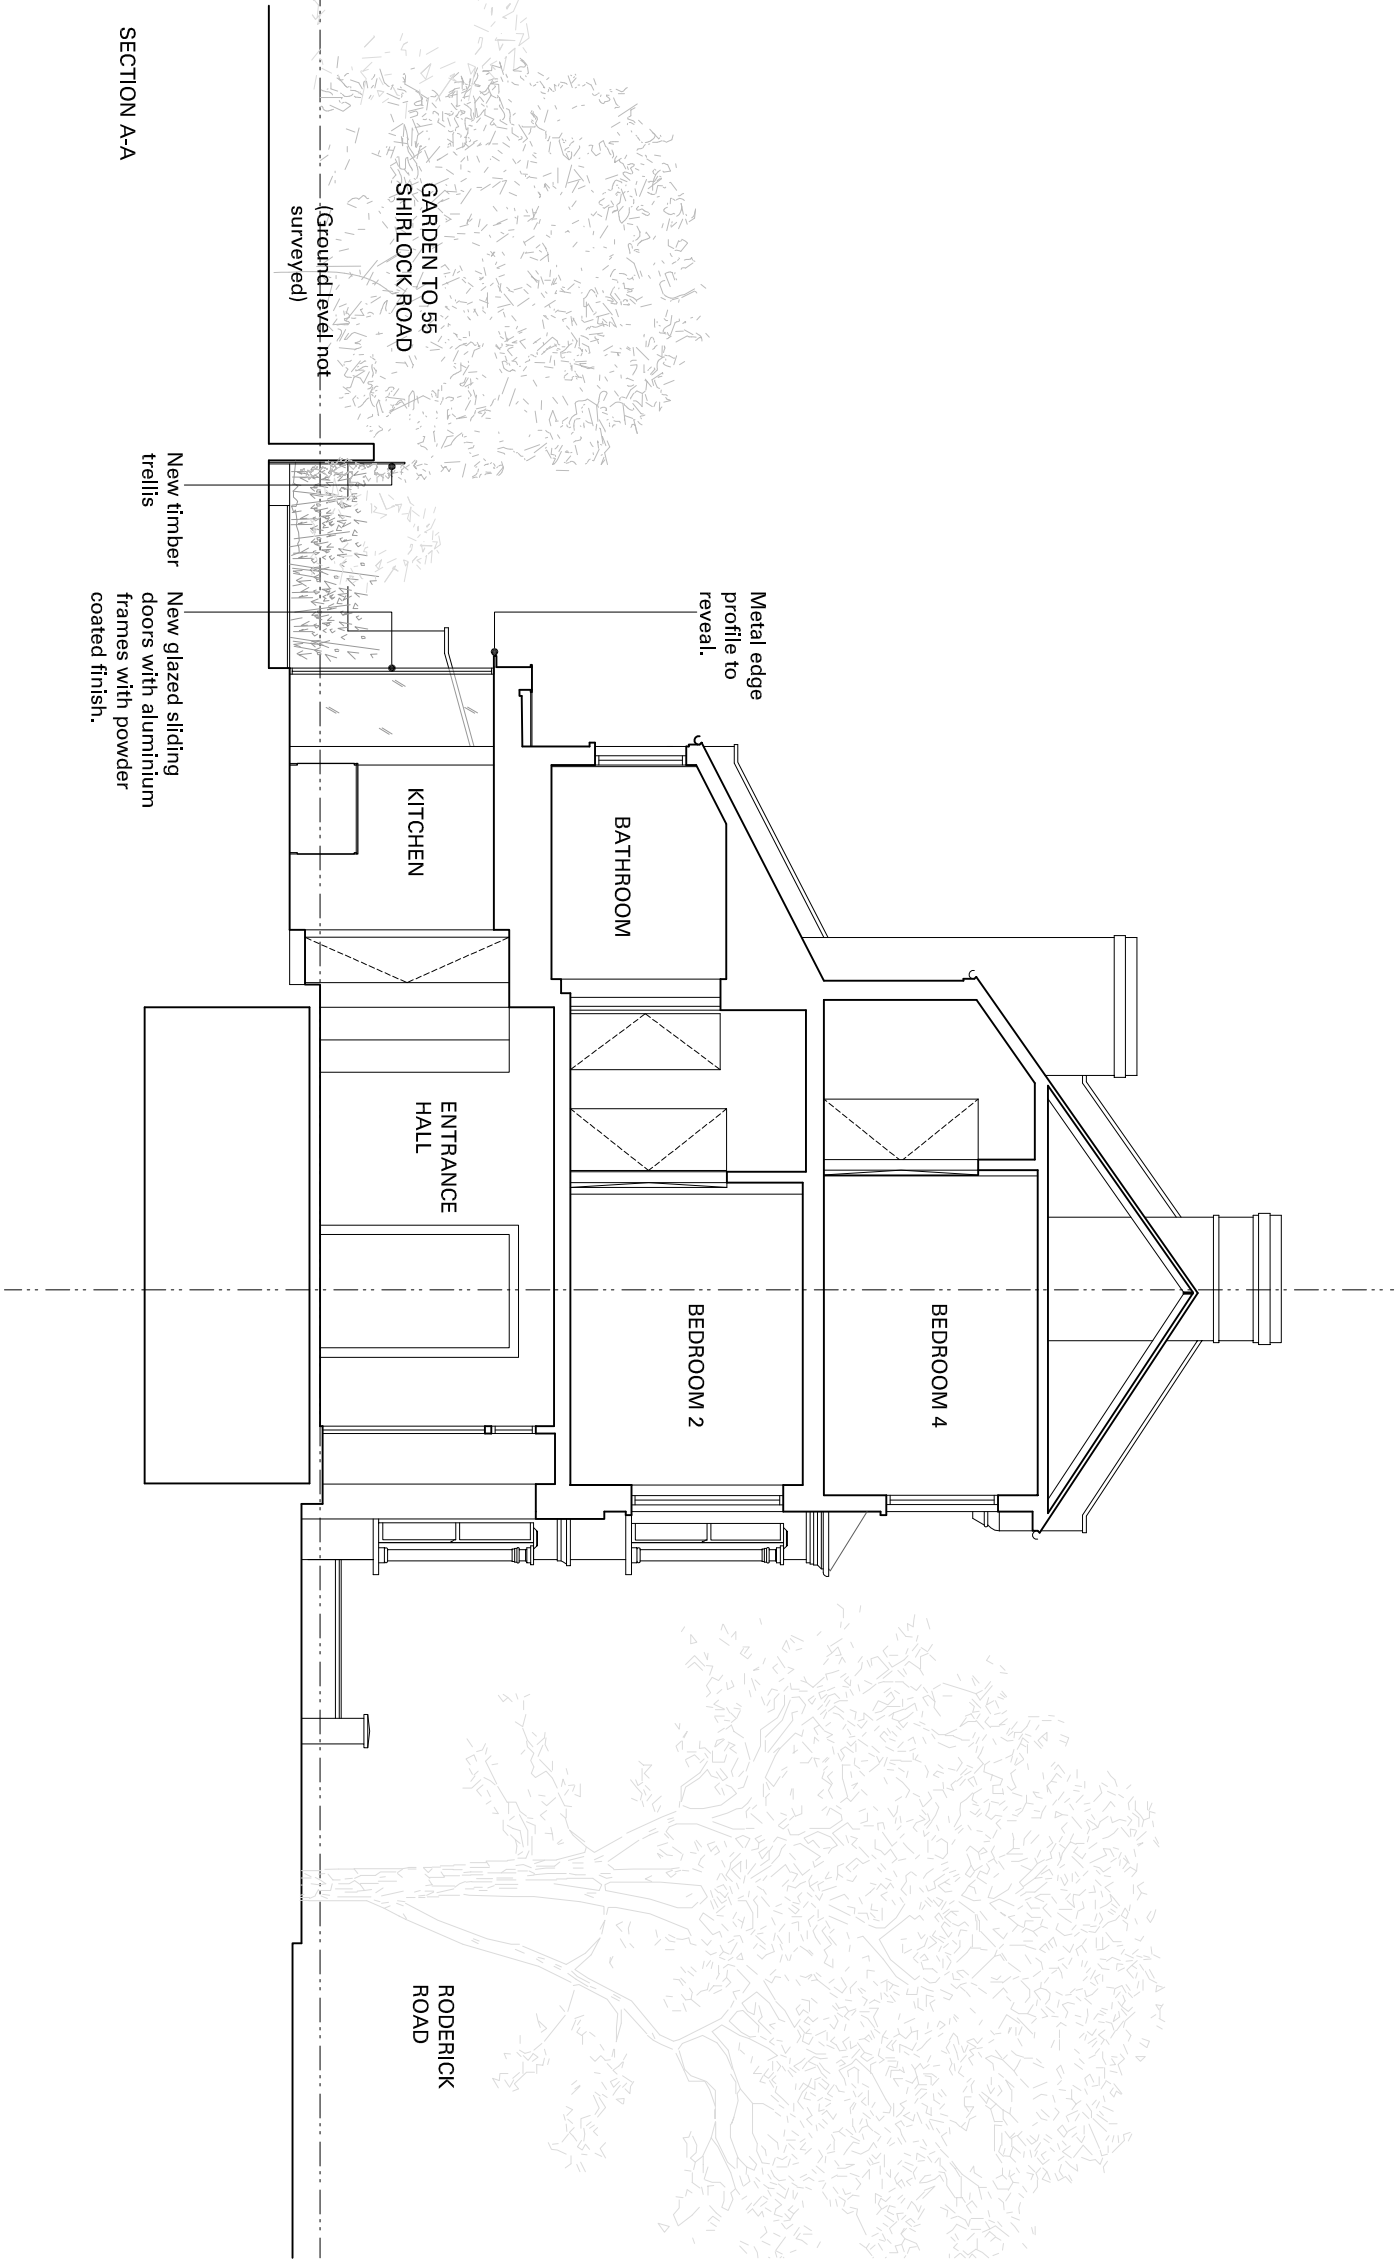 Metal edge
profile to
reveal.
BEDROOM 4
BATHROOM
BEDROOM 2
GARDEN TO 55
SHIRLOCK ROAD
(Ground level not
surveyed)
KITCHEN
ENTRANCE
HALL
RODERICK
ROAD
New timber
trellis
New glazed sliding
doors with aluminium
frames with powder
coated finish.
SECTION A-A